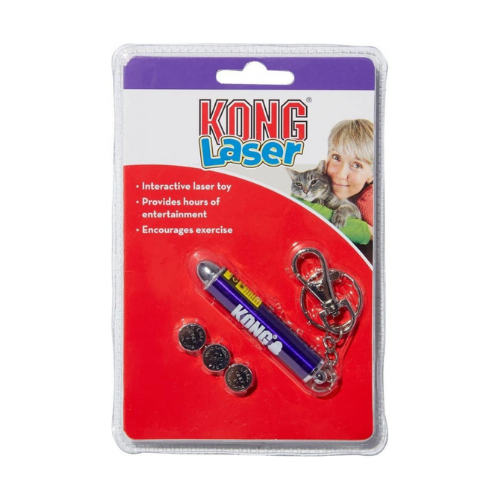 KONG®
Laser
• Interactive laser toy
• Provides hours of
entertainment
• Encourages exercise
KONG